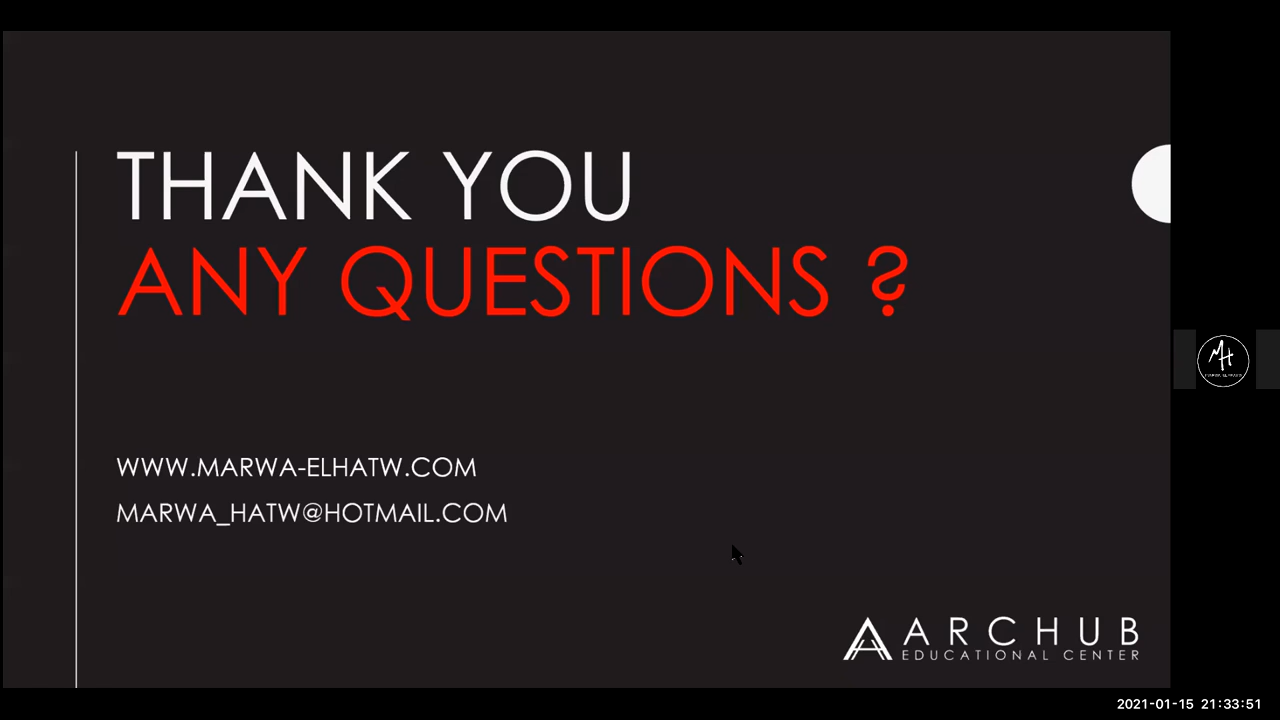 THANK YOU
ANY QUESTIONS ?
WWW.MARWA-ELHATW.COM
MARWA_HATW@HOTMAIL.COM
MH
ARCHUB
EDUCATIONAL CENTER
2021-01-15 21:33:51